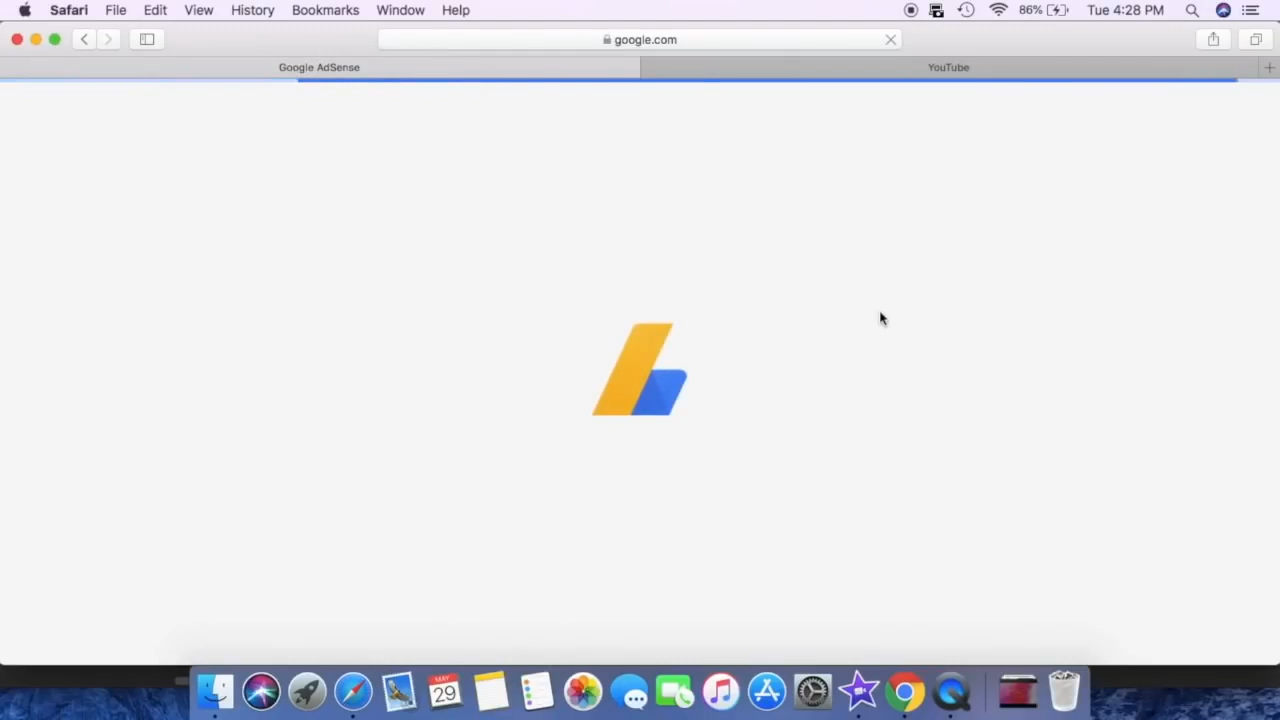 Safari File Edit View History Bookmarks Window Help 86% Tue 4:28 PM
google.com
Google AdSense YouTube
MAY
29